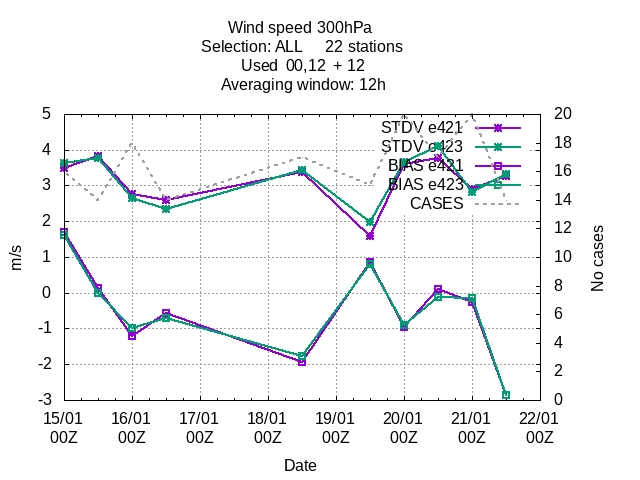 Wind speed 300hPa
Selection: ALL 22 stations
Used 00,12 + 12
Averaging window: 12h
5 20
4 18
3 16
2 14
1 12
0 10
-1 8
-2 6
-3 4
2
0
STDV e421
STDV e423
BIAS e421
BIAS e423
CASES
m/s
No cases
15/01 16/01 17/01 18/01 19/01 20/01 21/01 22/01
00Z 00Z 00Z 00Z 00Z 00Z 00Z 00Z
Date